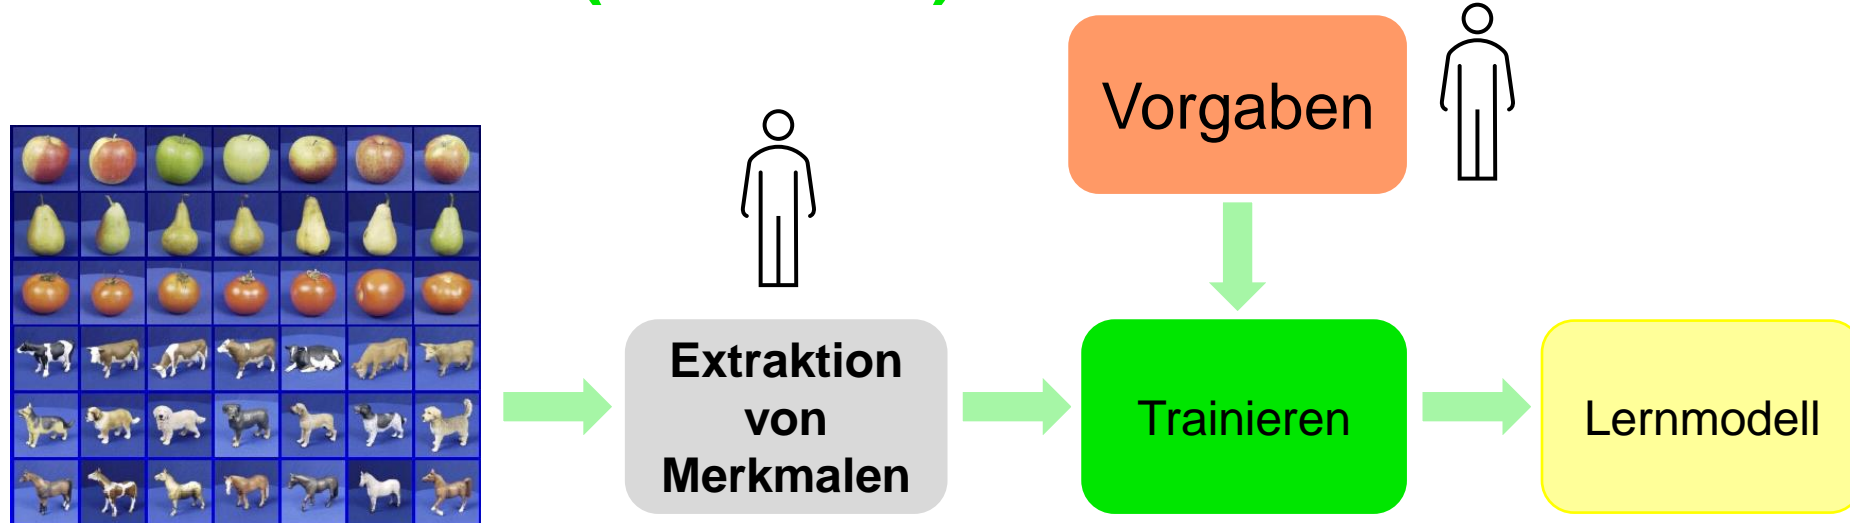 Vorgaben
Extraktion
von
Merkmalen
Trainieren
Lernmodell